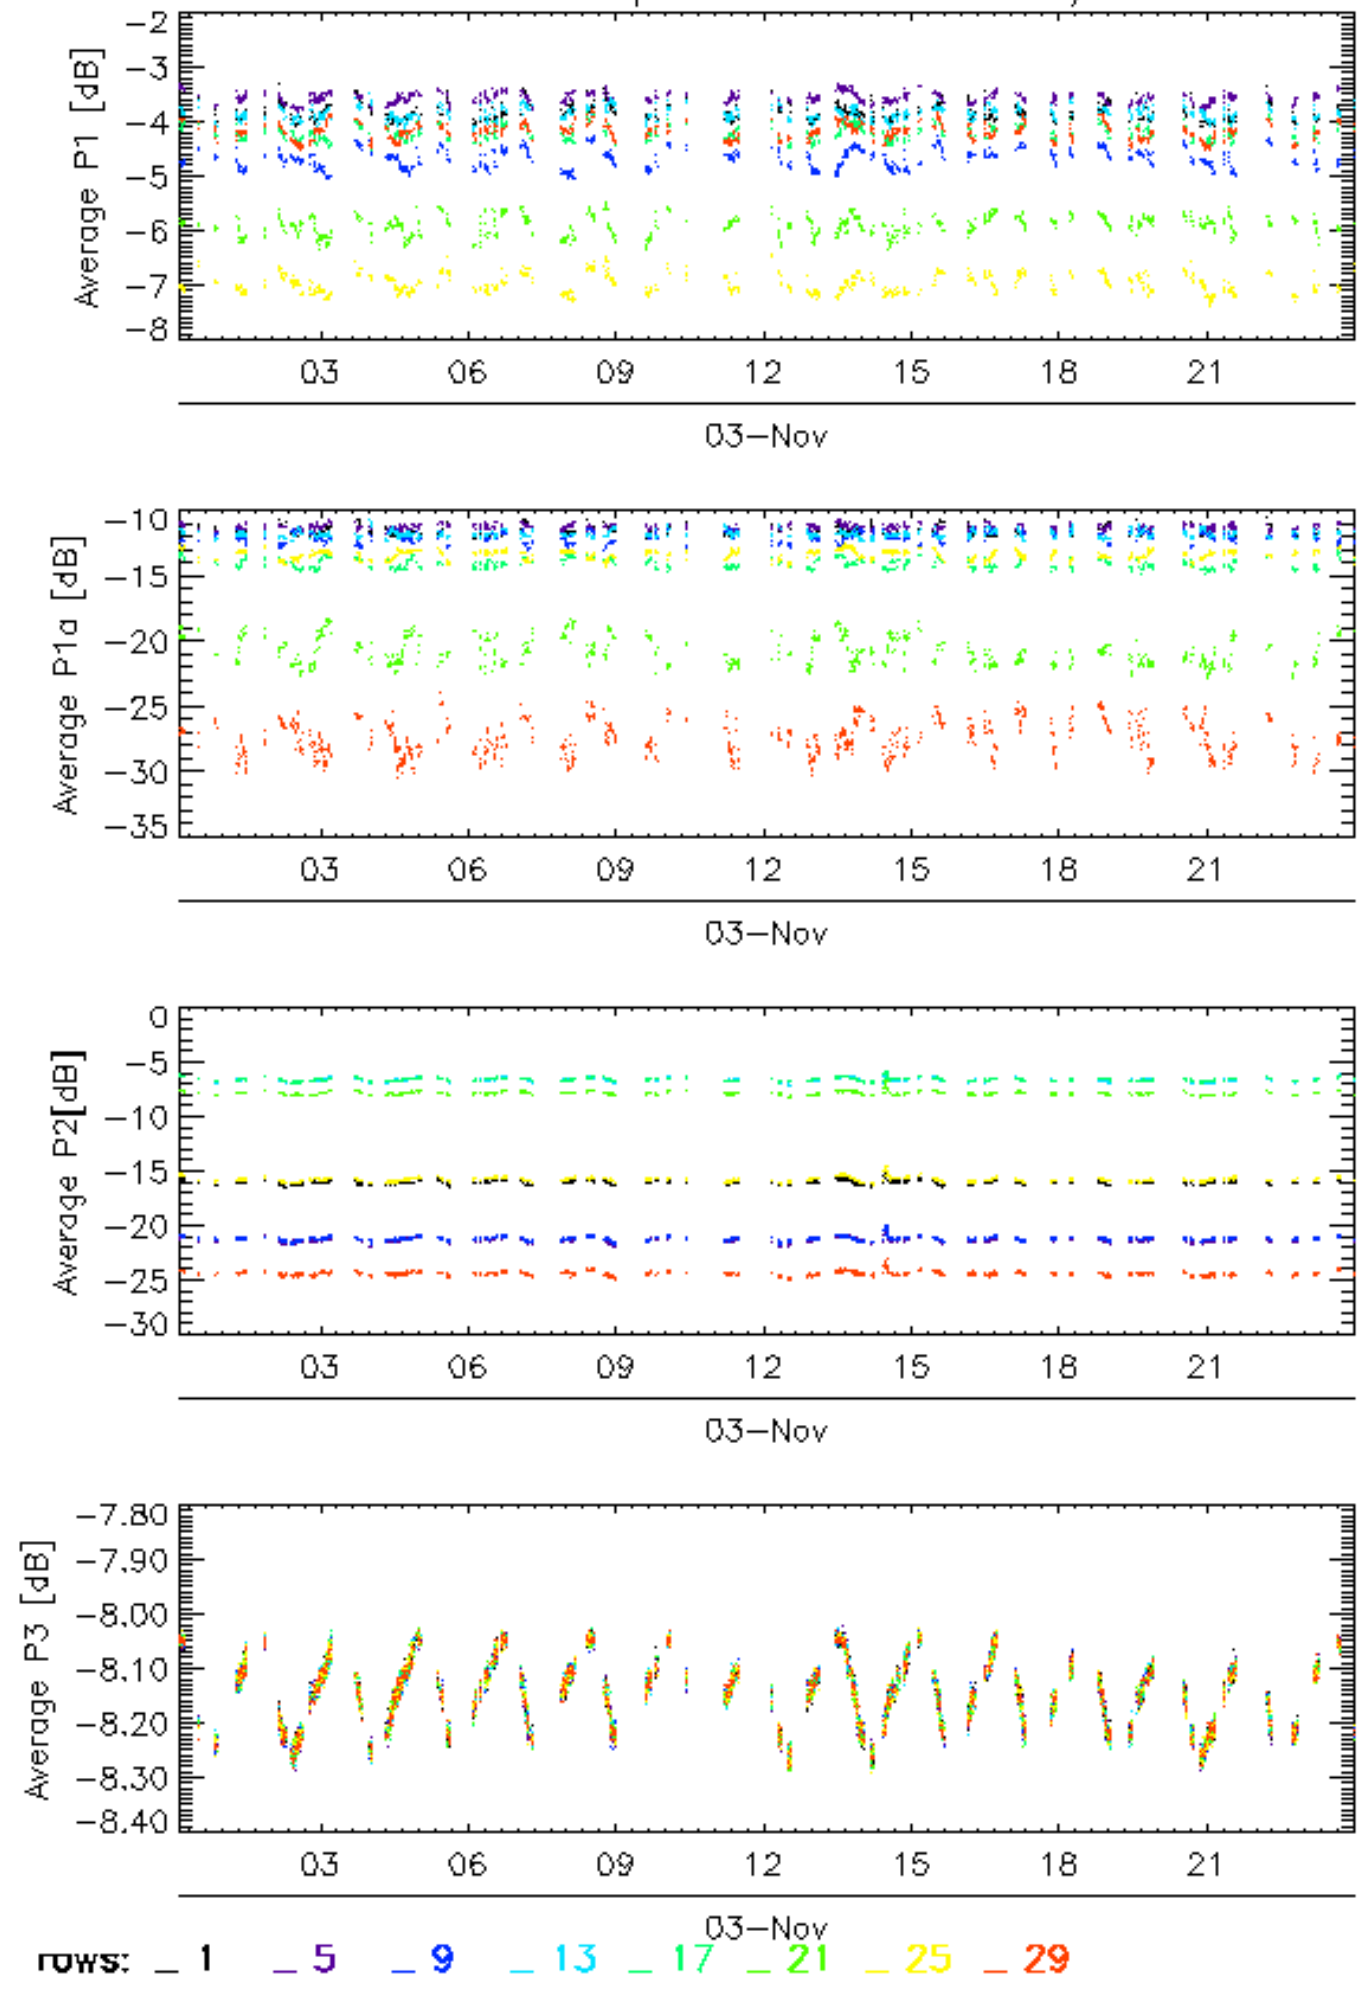 Average P1 [dB]
-2
-3
-4
-5
-6
-7
-8
03 06 09 12 15 18 21
03-Nov
Average P1a [dB]
-10
-15
-20
-25
-30
-35
03 06 09 12 15 18 21
03-Nov
Average P2[dB]
0
-5
-10
-15
-20
-25
-30
03 06 09 12 15 18 21
03-Nov
Average P3 [dB]
-7.80
-7.90
-8.00
-8.10
-8.20
-8.30
-8.40
03 06 09 12 15 18 21
03-Nov
rows: _ 1 _ 5 _ 9 _ 13 _ 17 _ 21 _ 25 _ 29